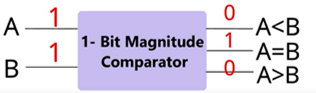 A 1
B 1
1- Bit Magnitude
Comparator
0 A<B
1 A=B
0 A>B